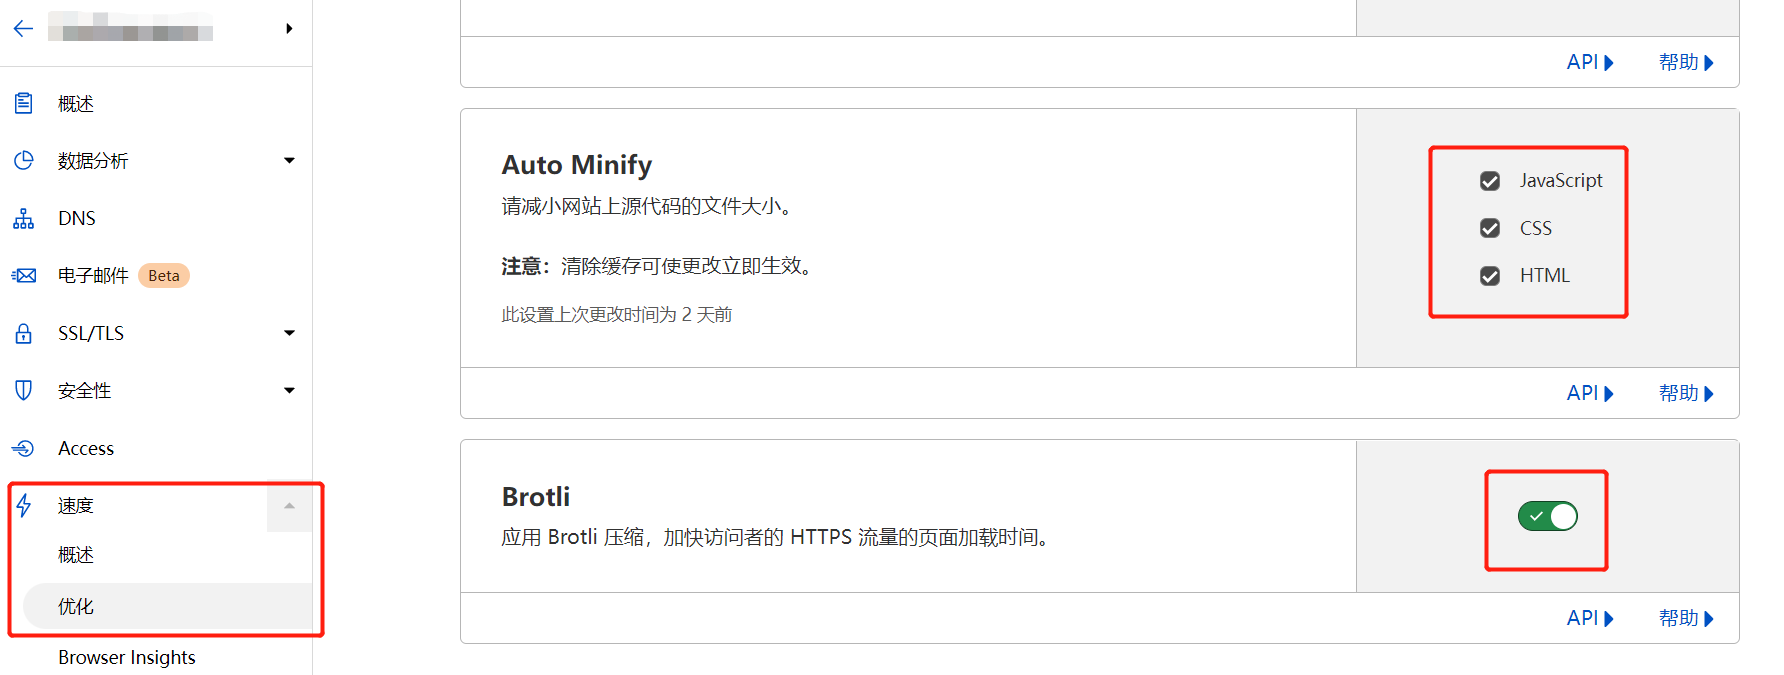 概述
数据分析
DNS
电子邮件 Beta
SSL/TLS
安全性
Access
速度
概述
优化
Browser Insights
API 帮助
Auto Minify
请减小网站上源代码的文件大小。
注意：清除缓存可使更改立即生效。
此设置上次更改时间为 2 天前
JavaScript
CSS
HTML
API 帮助
Brotli
应用 Brotli 压缩，加快访问者的 HTTPS 流量的页面加载时间。
API 帮助